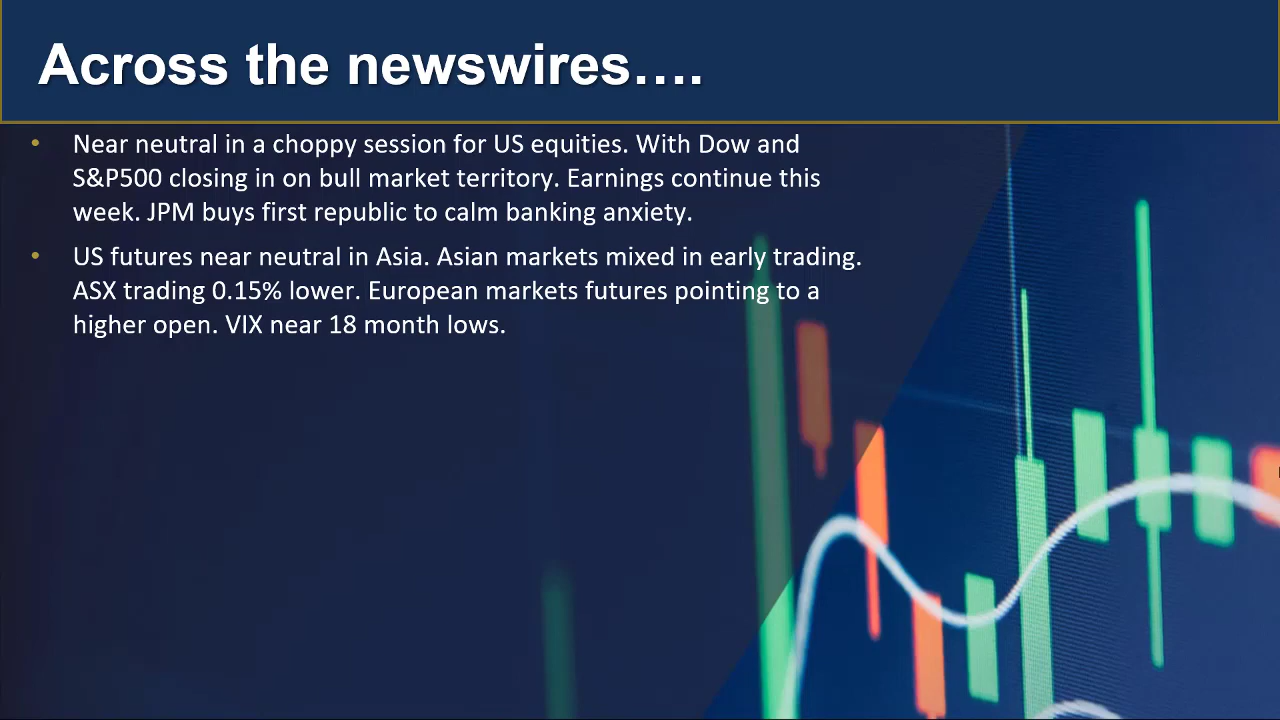 Across the newswires....
• Near neutral in a choppy session for US equities. With Dow and
S&P500 closing in on bull market territory. Earnings continue this
week. JPM buys first republic to calm banking anxiety.
• US futures near neutral in Asia. Asian markets mixed in early trading.
ASX trading 0.15% lower. European markets futures pointing to a
higher open. VIX near 18 month lows.